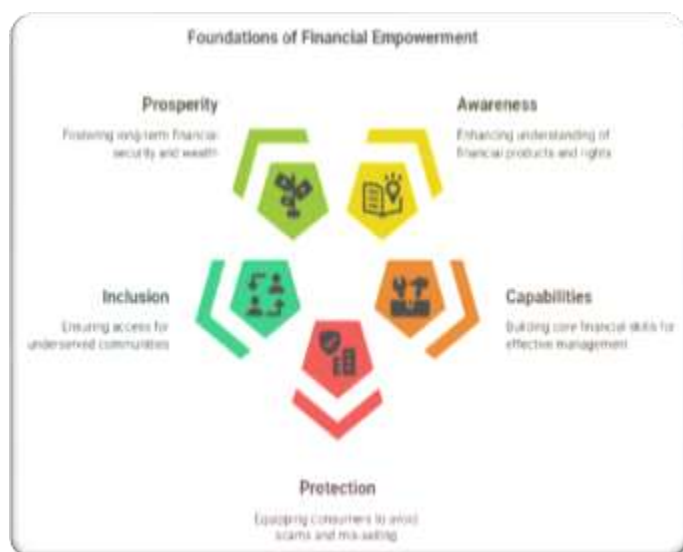 Foundations of Financial Empowerment
Prosperity
Fostering long-term financial
security and wealth
Awareness
Enhancing understanding of
financial products and rights
Inclusion
Ensuring access for
underserved communities
Capabilities
Building core financial skills for
effective management
Protection
Equipping consumers to avoid
scams and mis-selling